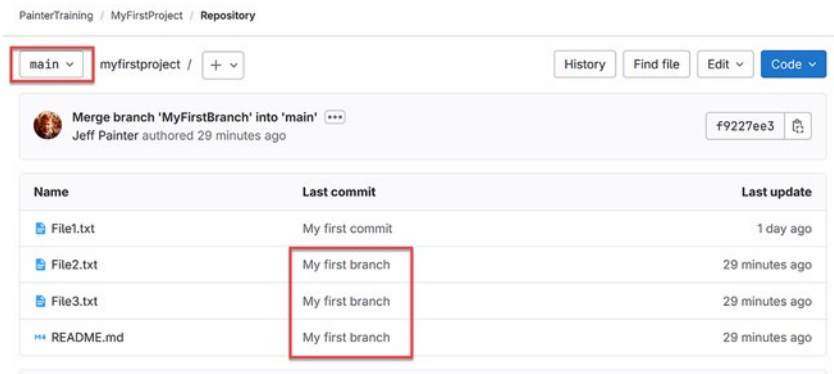 PainterTraining / MyFirstProject / Repository
main myfirstproject / + History Find file Edit Code
Merge branch 'MyFirstBranch' into 'main' •••
Jeff Painter authored 29 minutes ago
f9227ee3
Name Last commit Last update
File1.txt My first commit 1 day ago
File2.txt My first branch 29 minutes ago
File3.txt My first branch 29 minutes ago
README.md My first branch 29 minutes ago